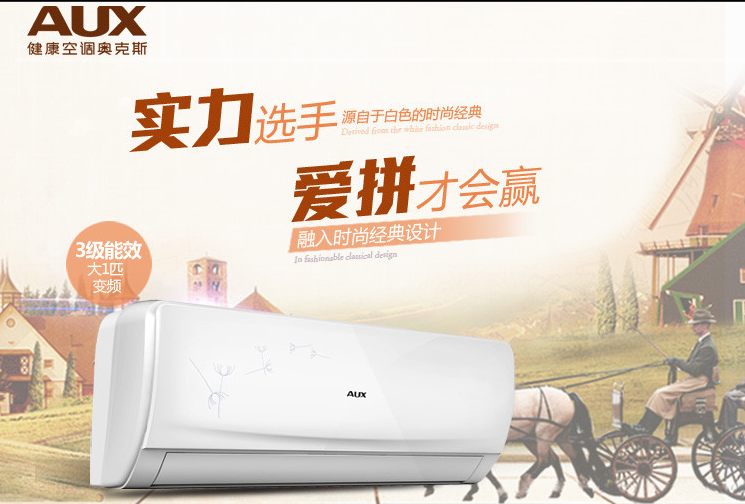 AUX
健康空调奥克斯
实力选手 源自于白色的时尚经典
Derived from the white fashion classic design
爱拼才会赢
融入时尚经典设计
In fashionable classical design
3级能效
大1匹
变频
AUX